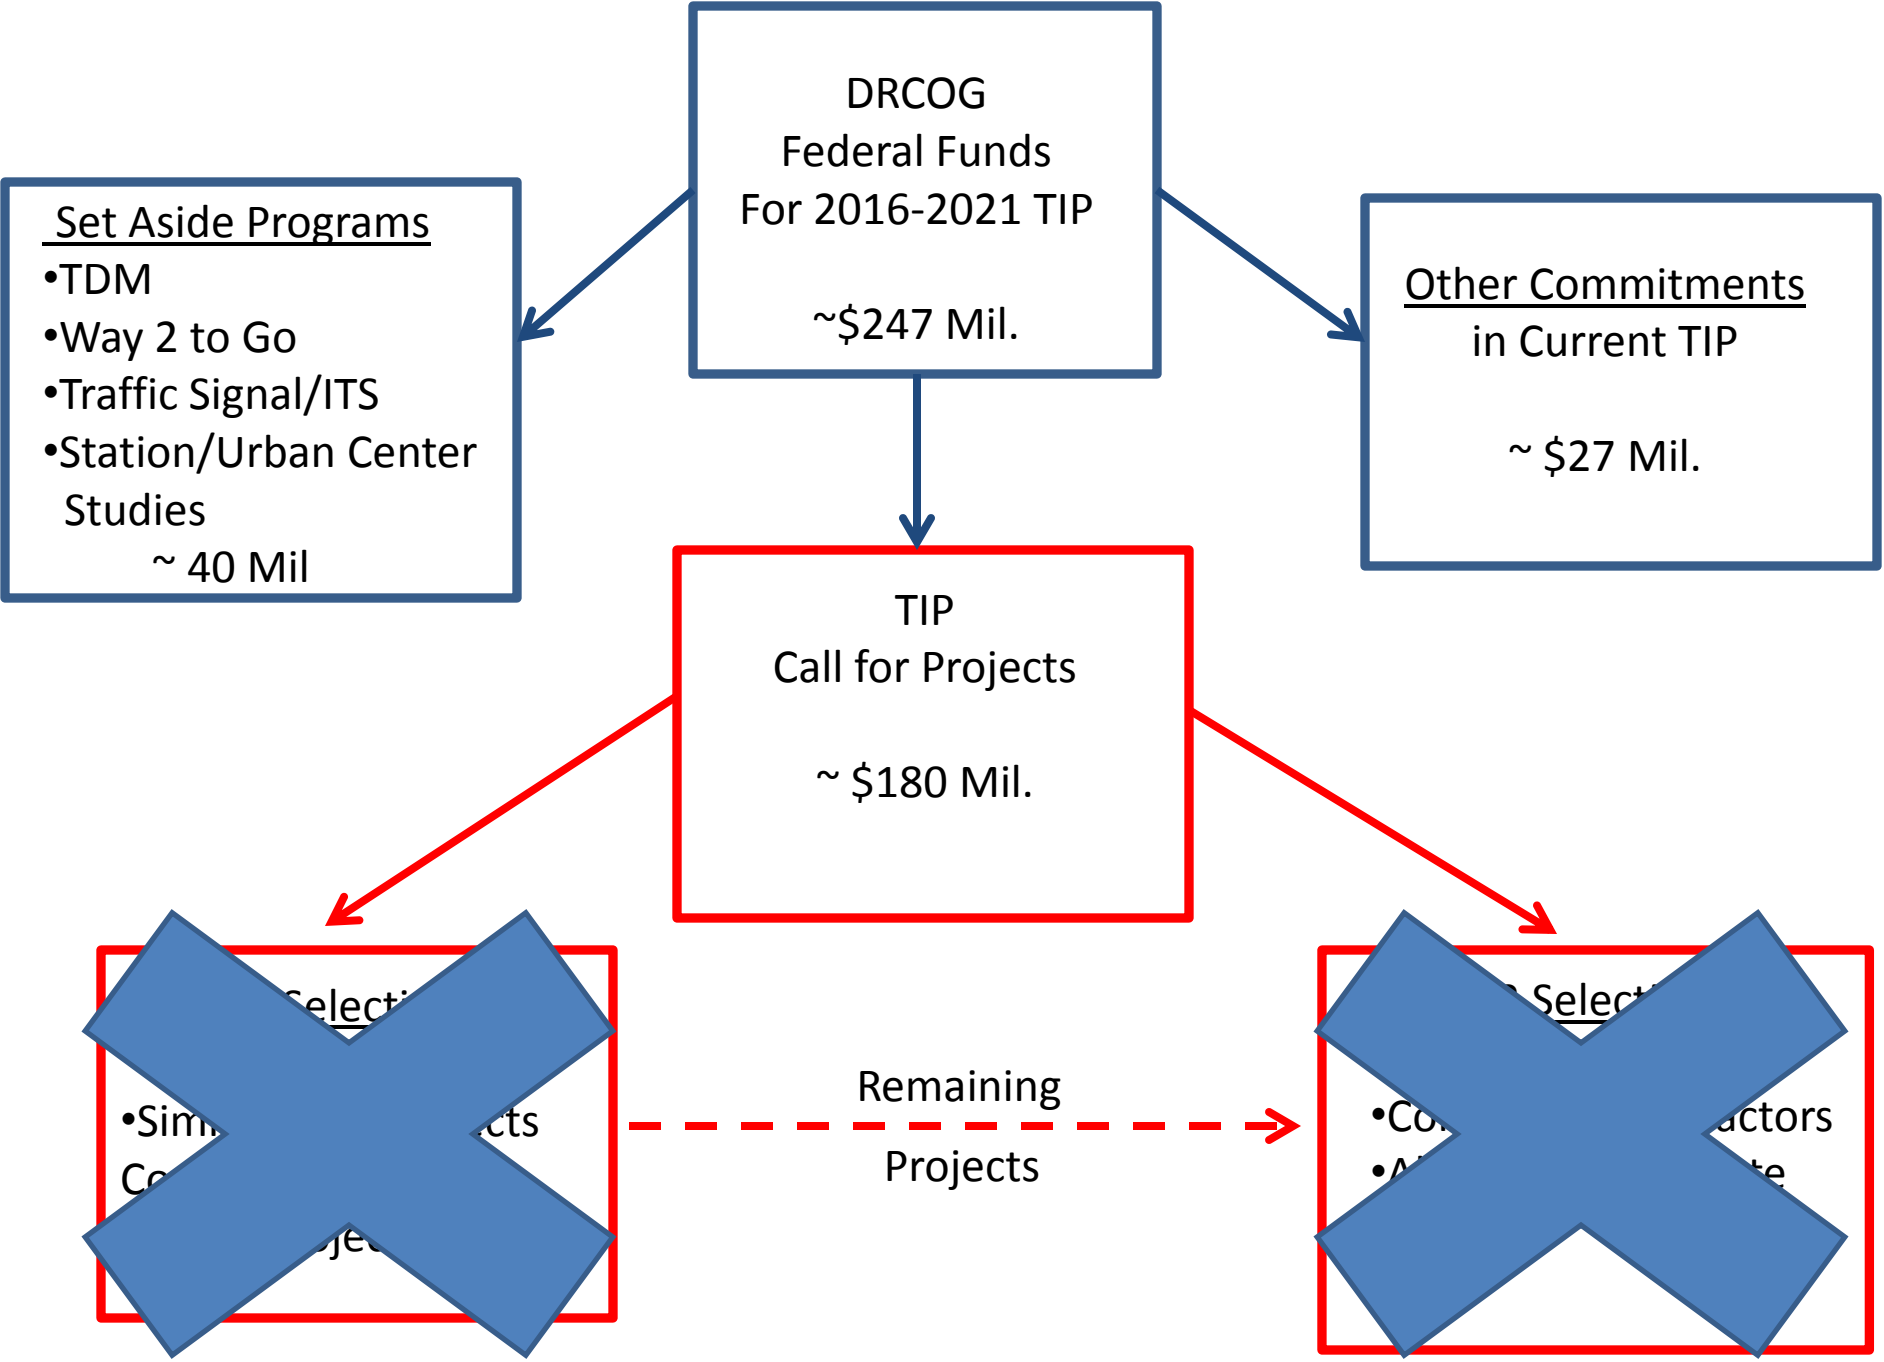 DRCOG
Federal Funds
For 2016-2021 TIP
~$247 Mil.
Set Aside Programs
•TDM
•Way 2 to Go
•Traffic Signal/ITS
•Station/Urban Center
Studies
~ 40 Mil
Other Commitments
in Current TIP
~ $27 Mil.
TIP
Call for Projects
~ $180 Mil.
Remaining
Projects